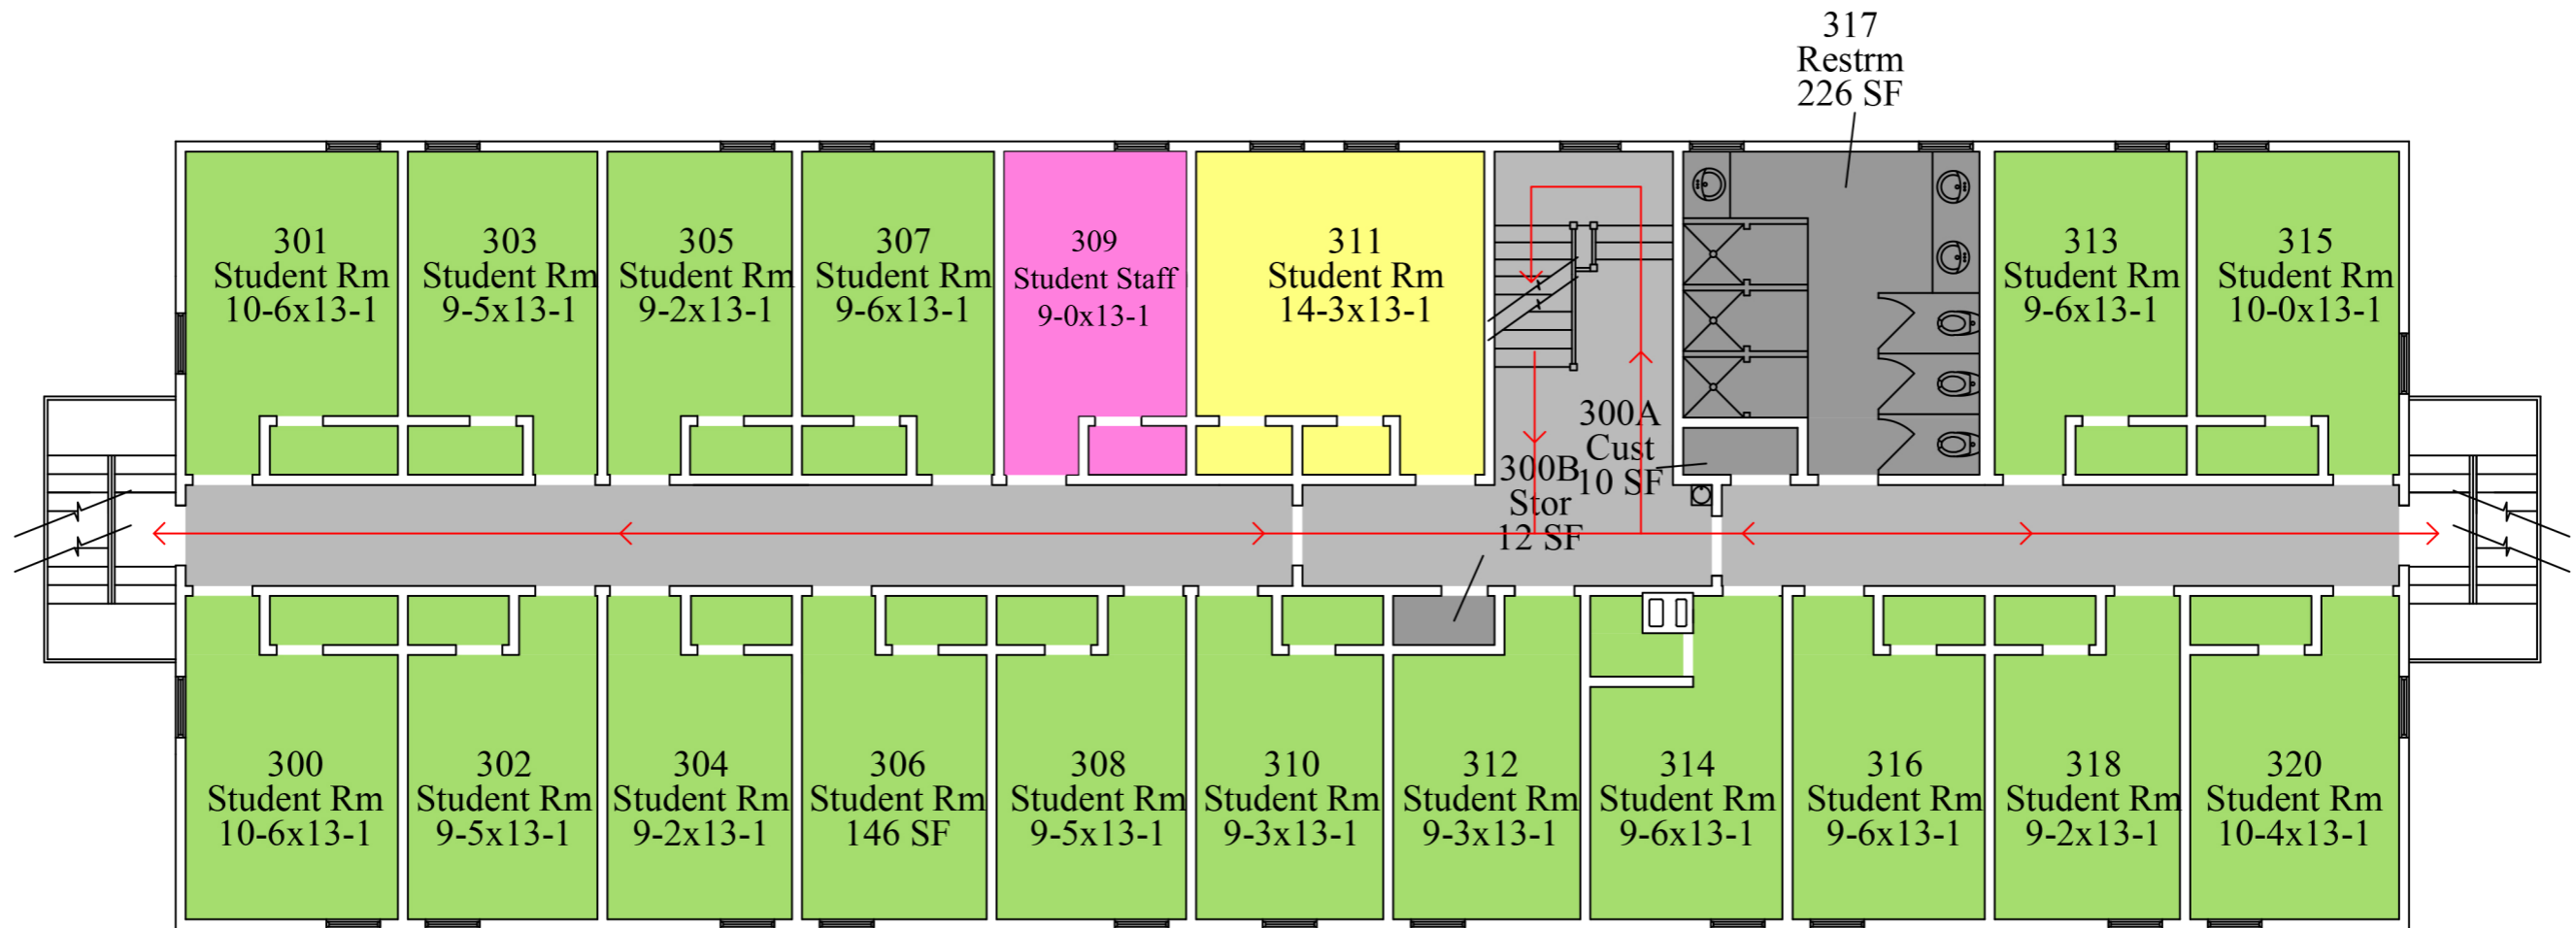 317
Restrm
226 SF
301
Student Rm
10-6x13-1
303
Student Rm
9-5x13-1
305
Student Rm
9-2x13-1
307
Student Rm
9-6x13-1
309
Student Staff
9-0x13-1
311
Student Rm
14-3x13-1
313
Student Rm
9-6x13-1
315
Student Rm
10-0x13-1
300A
Cust
10 SF
300B
Stor
12 SF
300
Student Rm
10-6x13-1
302
Student Rm
9-5x13-1
304
Student Rm
9-2x13-1
306
Student Rm
146 SF
308
Student Rm
9-5x13-1
310
Student Rm
9-3x13-1
312
Student Rm
9-3x13-1
314
Student Rm
9-6x13-1
316
Student Rm
9-6x13-1
318
Student Rm
9-2x13-1
320
Student Rm
10-4x13-1